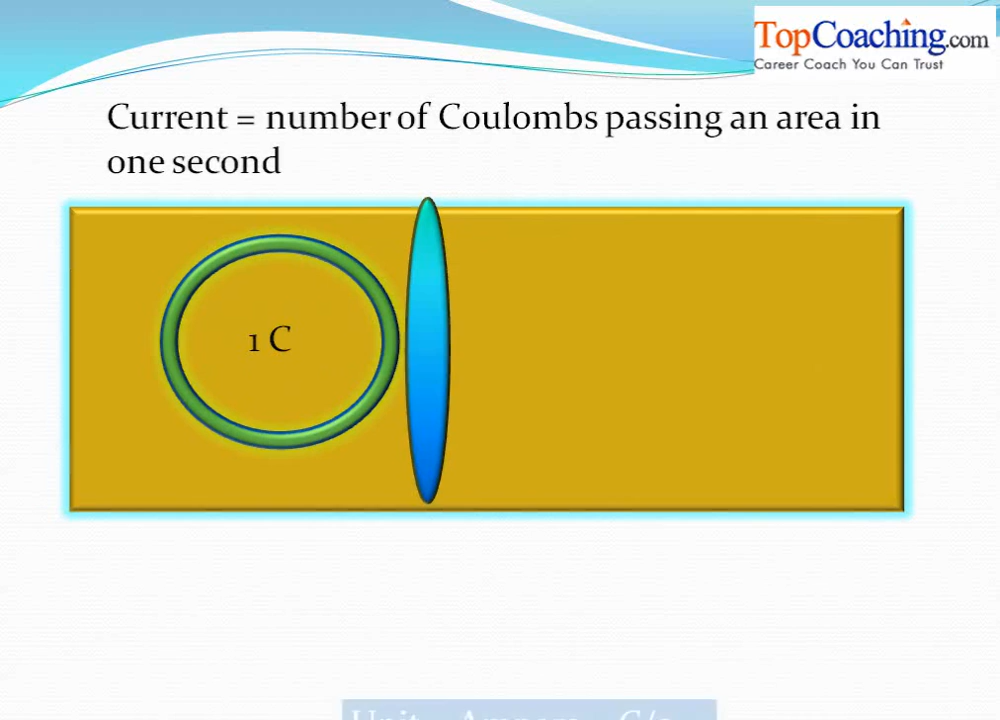 TopCoaching.com
Career Coach You Can Trust
Current = number of Coulombs passing an area in
one second
1 C